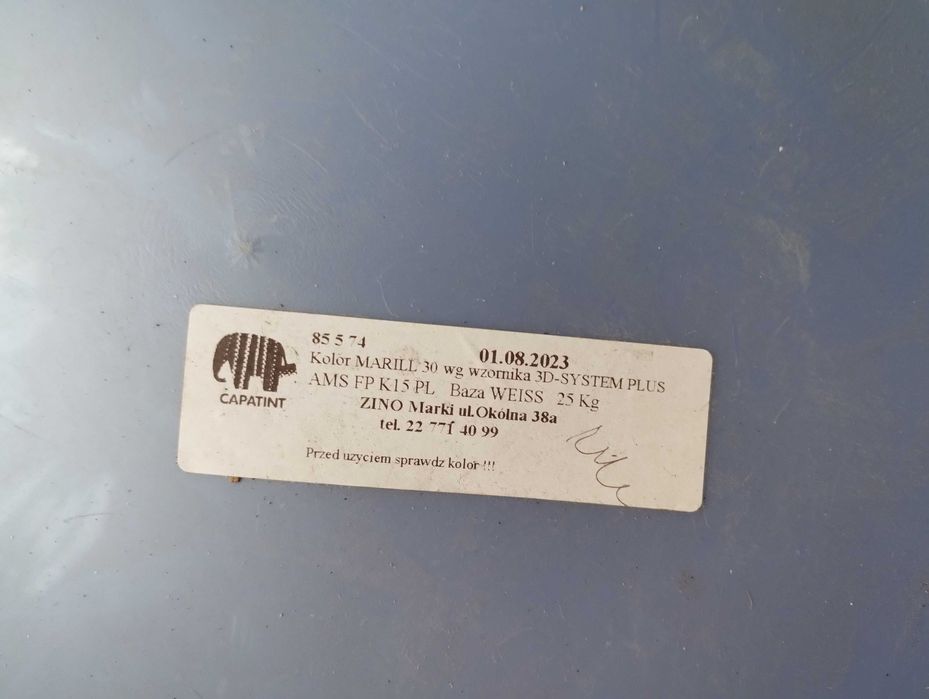 85 5 74
01.08.2023
Kolor MARILL 30 wg wzornika 3D-SYSTEM PLUS
AMS FP K15 PL Baza WEISS 25 Kg
ZINO Marki ul.Okólna 38a
tel. 22 771 40 99
Przed uzyciem sprawdz kolor !!!
CAPATINT